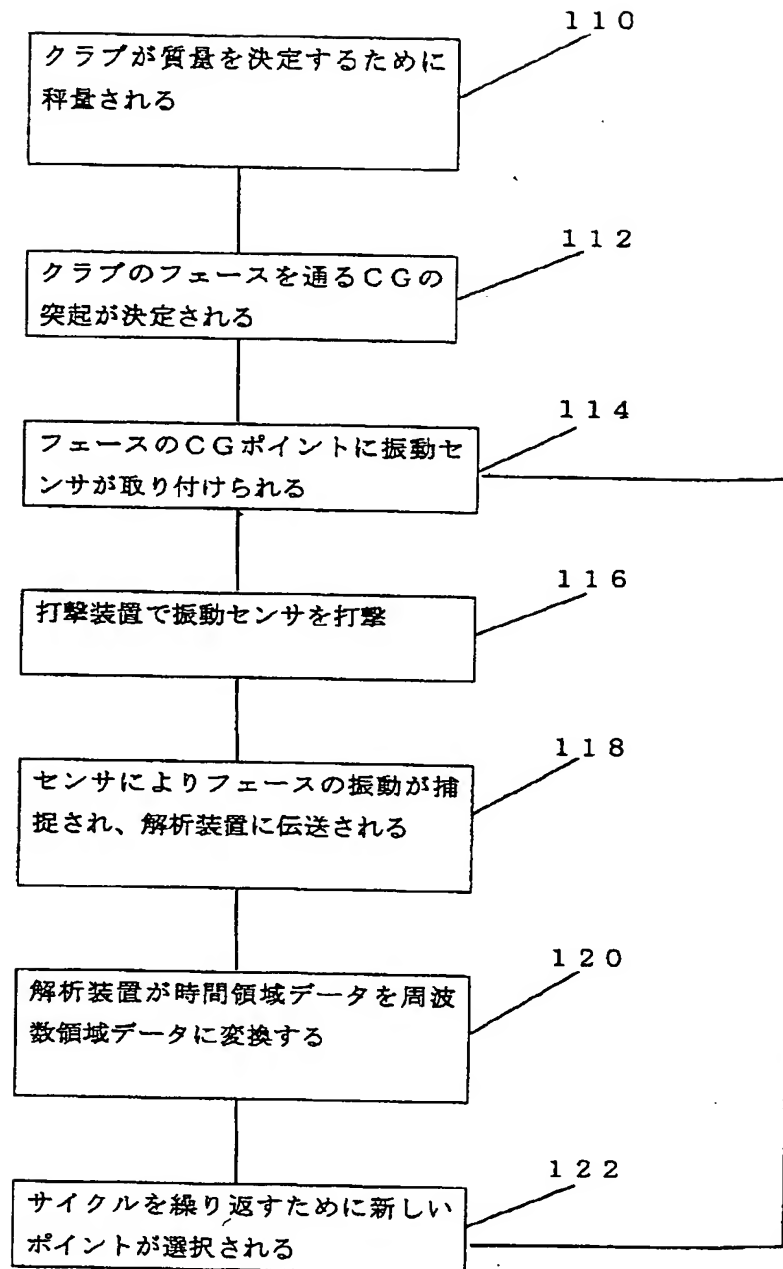 110
クラブが質量を決定するために
秤量される
112
クラブのフェースを通るCGの
突起が決定される
114
フェースのCGポイントに振動セ
ンサが取り付けられる
116
打撃装置で振動センサを打撃
118
センサによりフェースの振動が捕
捉され、解析装置に伝送される
120
解析装置が時間領域データを周波
数領域データに変換する
122
サイクルを繰り返すために新しい
ポイントが選択される